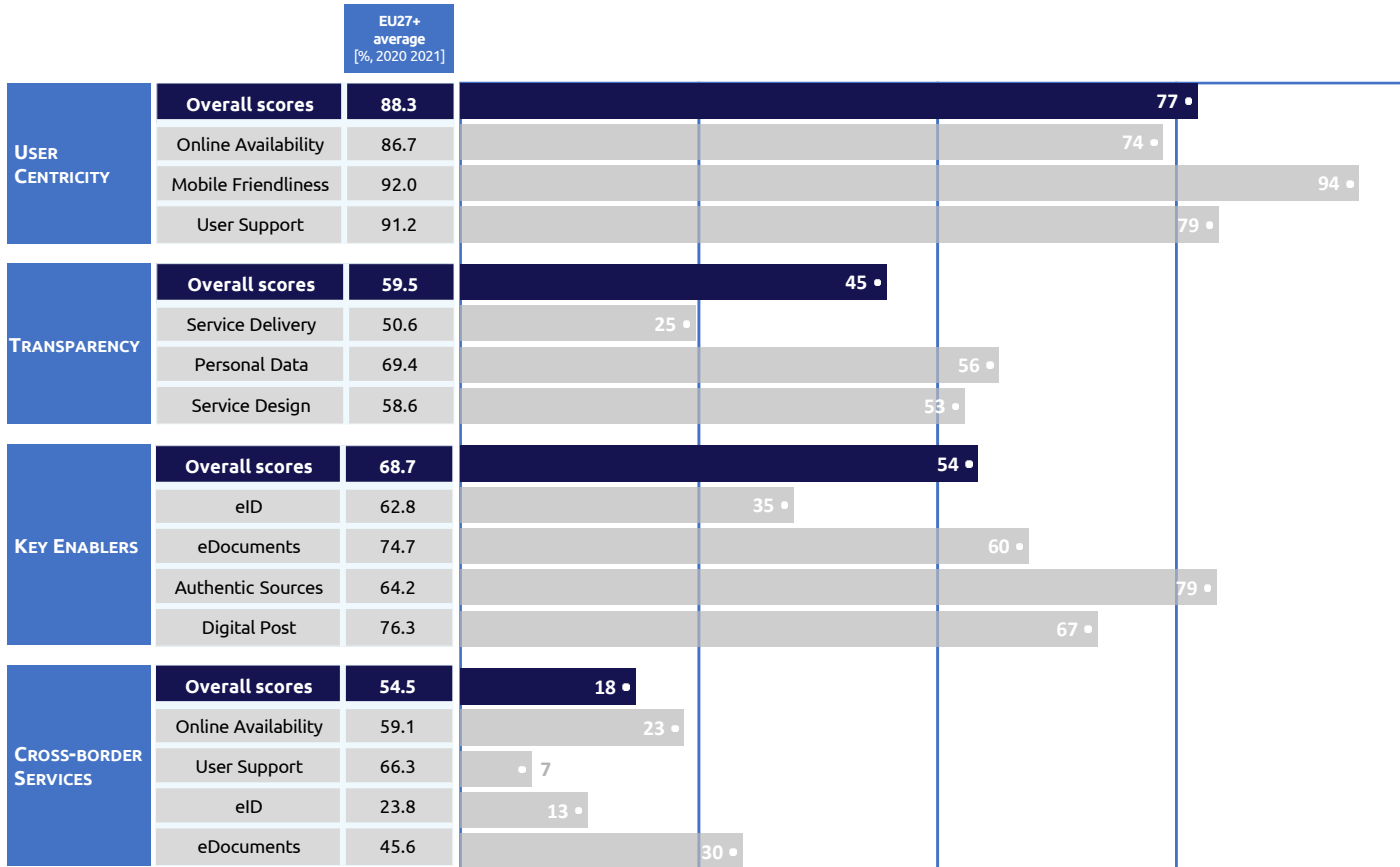 EU27+
average
[%, 2020 2021]
USER
CENTRICITY
Overall scores 88.3 77
Online Availability 86.7 74
Mobile Friendliness 92.0 94
User Support 91.2 79
TRANSPARENCY
Overall scores 59.5 45
Service Delivery 50.6 25
Personal Data 69.4 56
Service Design 58.6 53
KEY ENABLERS
Overall scores 68.7 54
eID 62.8 35
eDocuments 74.7 60
Authentic Sources 64.2 79
Digital Post 76.3 67
CROSS-BORDER
SERVICES
Overall scores 54.5 18
Online Availability 59.1 23
User Support 66.3 7
eID 23.8 13
eDocuments 45.6 30